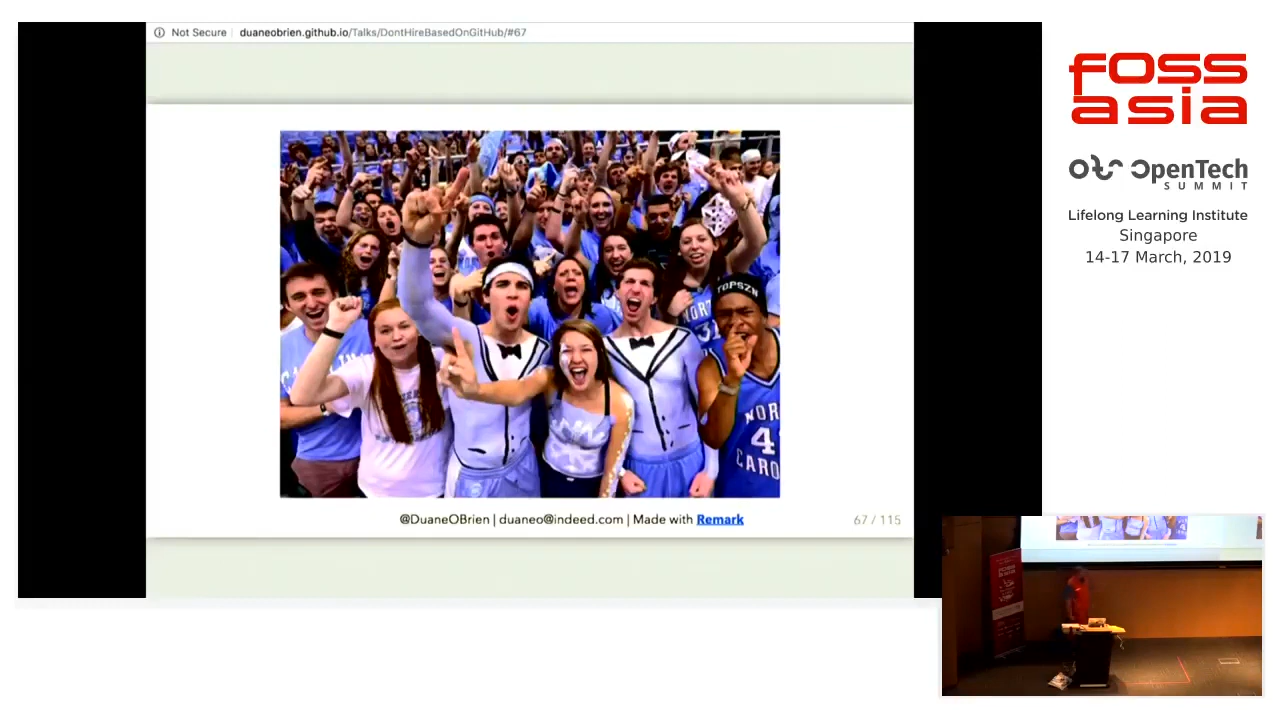 Not Secure duaneobrien.github.io/Talks/DontHireBasedOnGitHub/#67
TOPSZN
NORT
31
NOR
4
CARO
@DuaneOBrien | duaneo@indeed.com | Made with Remark
67 / 115
fOSS
asia
OpenTech
SUMMIT
Lifelong Learning Institute
Singapore
14-17 March, 2019